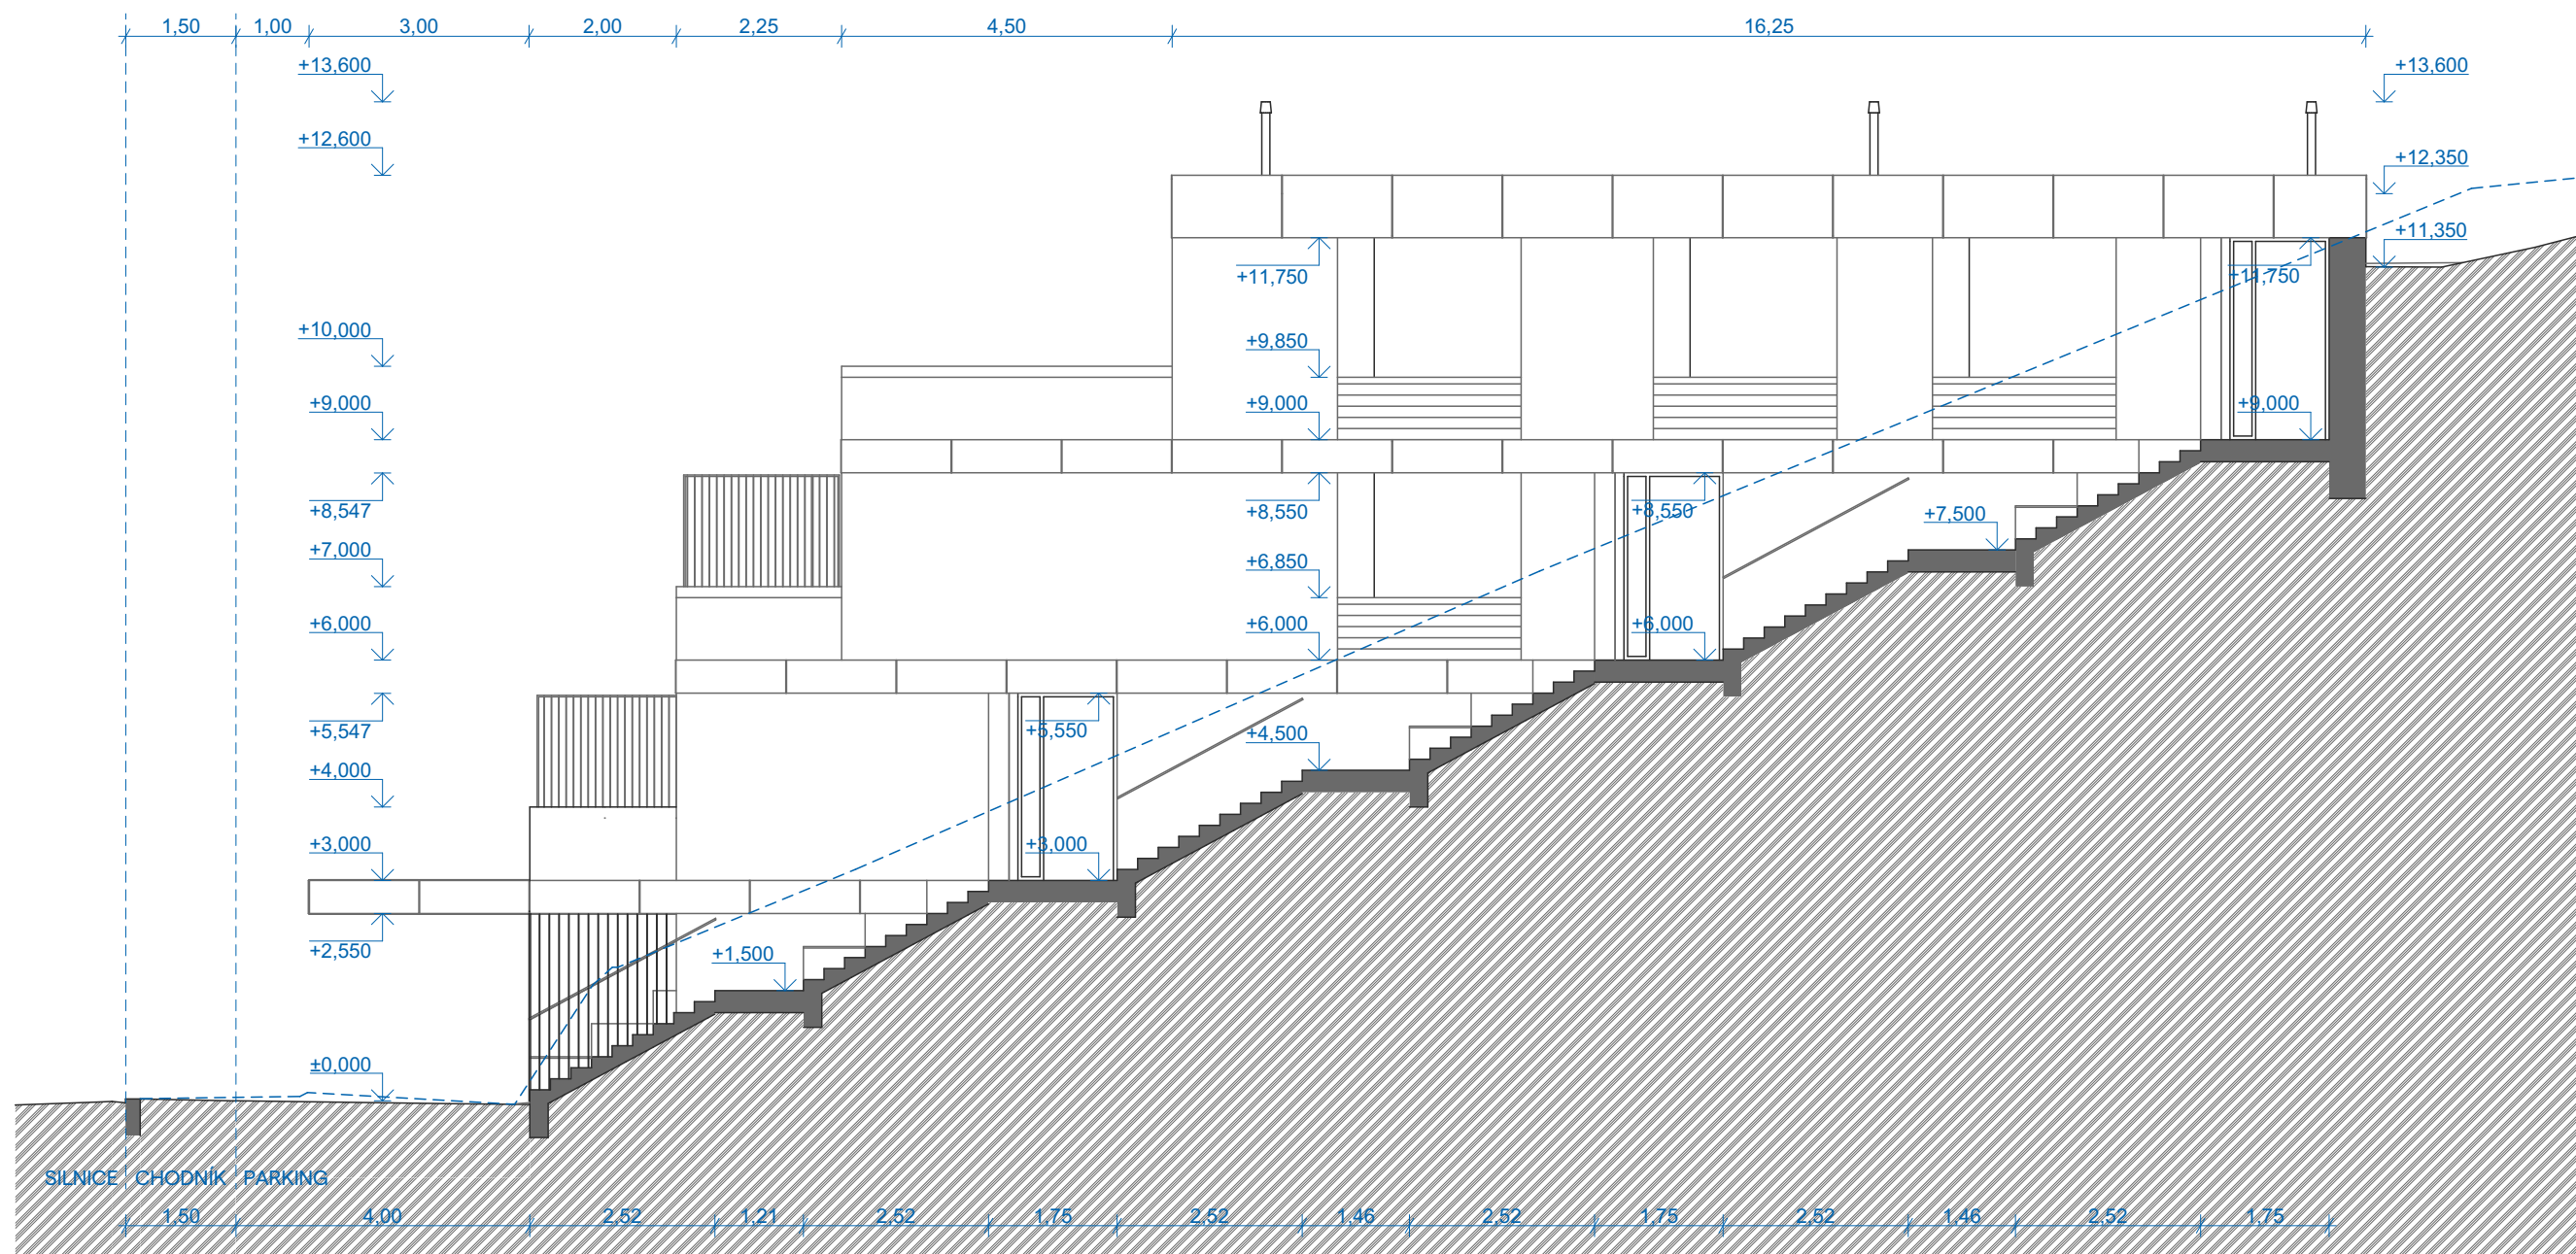 1,50 1,00 3,00 2,00 2,25 4,50 16,25
+13,600 +13,600
+12,600 +12,350
+11,350
+11,750 +11,750
+10,000 +9,850
+9,000 +9,000 +9,000
+8,547 +8,550 +8,550 +7,500
+7,000 +6,850
+6,000 +6,000 +6,000
+5,547 +5,550 +4,500
+4,000
+3,000 +3,000
+2,550 +1,500
±0,000
SILNICE CHODNÍK PARKING
1,50 4,00 2,52 1,21 2,52 1,75 2,52 1,46 2,52 1,75 2,52 1,46 2,52 1,75